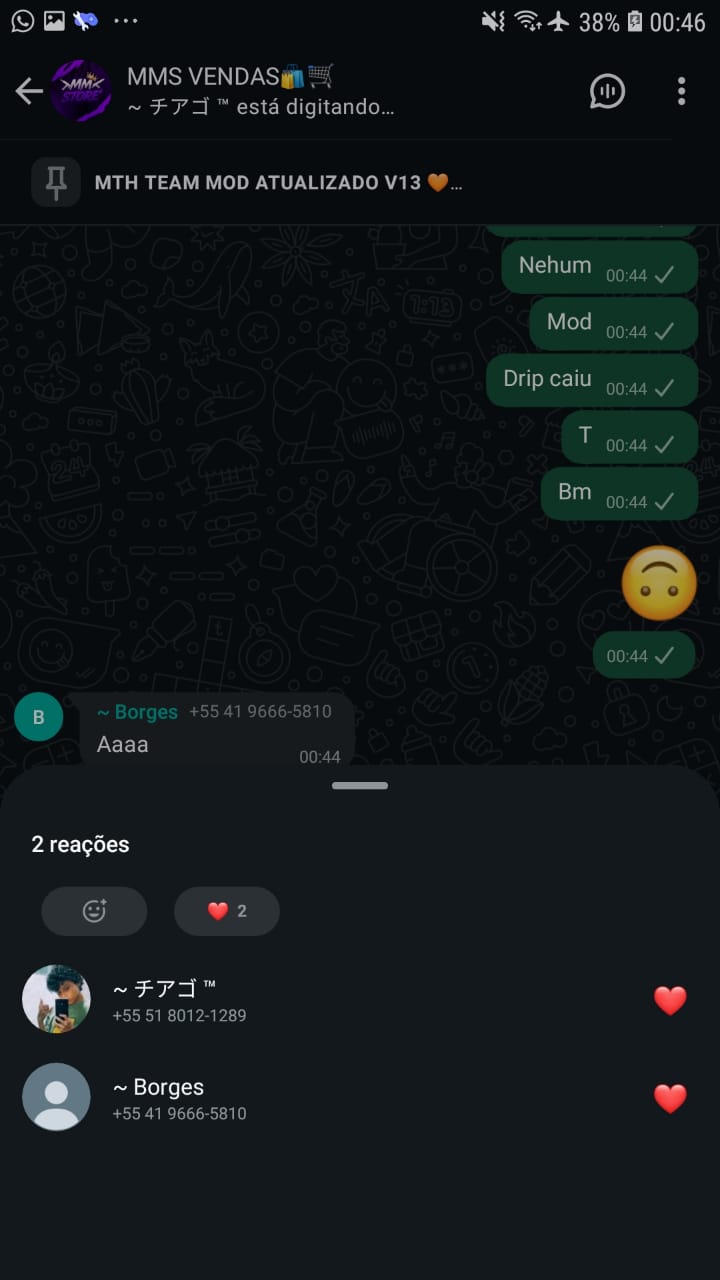 38% 00:46
MMS VENDAS🛍️🛒
~ チアゴ ™ está digitando…
MMK STORE
MTH TEAM MOD ATUALIZADO V13 🧡…
Nehum 00:44
Mod 00:44
Drip caiu 00:44
T 00:44
Bm 00:44
🙃
00:44
B
~ Borges +55 41 9666-5810
Aaaa
00:44
2 reações
❤️ 2
~ チアゴ ™ ❤️
+55 51 8012-1289
~ Borges ❤️
+55 41 9666-5810